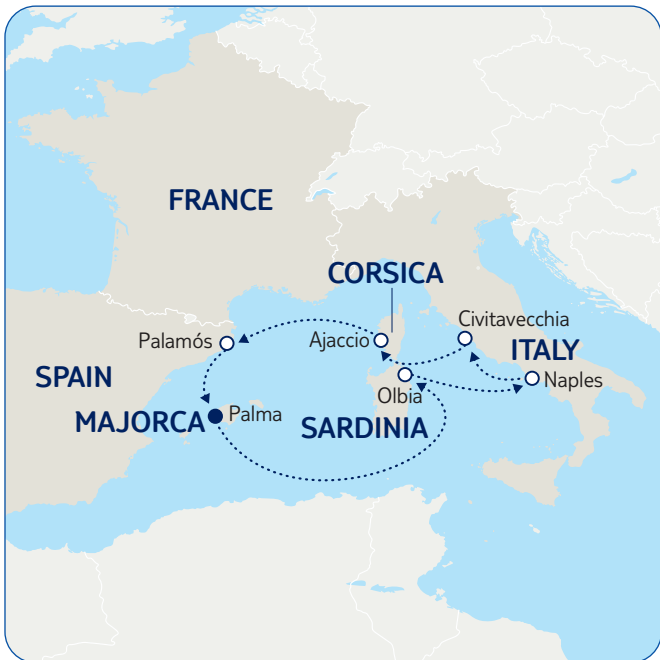 FRANCE
CORSICA
Civitavecchia
Palamós
Ajaccio
ITALY
SPAIN
Naples
Olbia
MAJORCA
Palma
SARDINIA